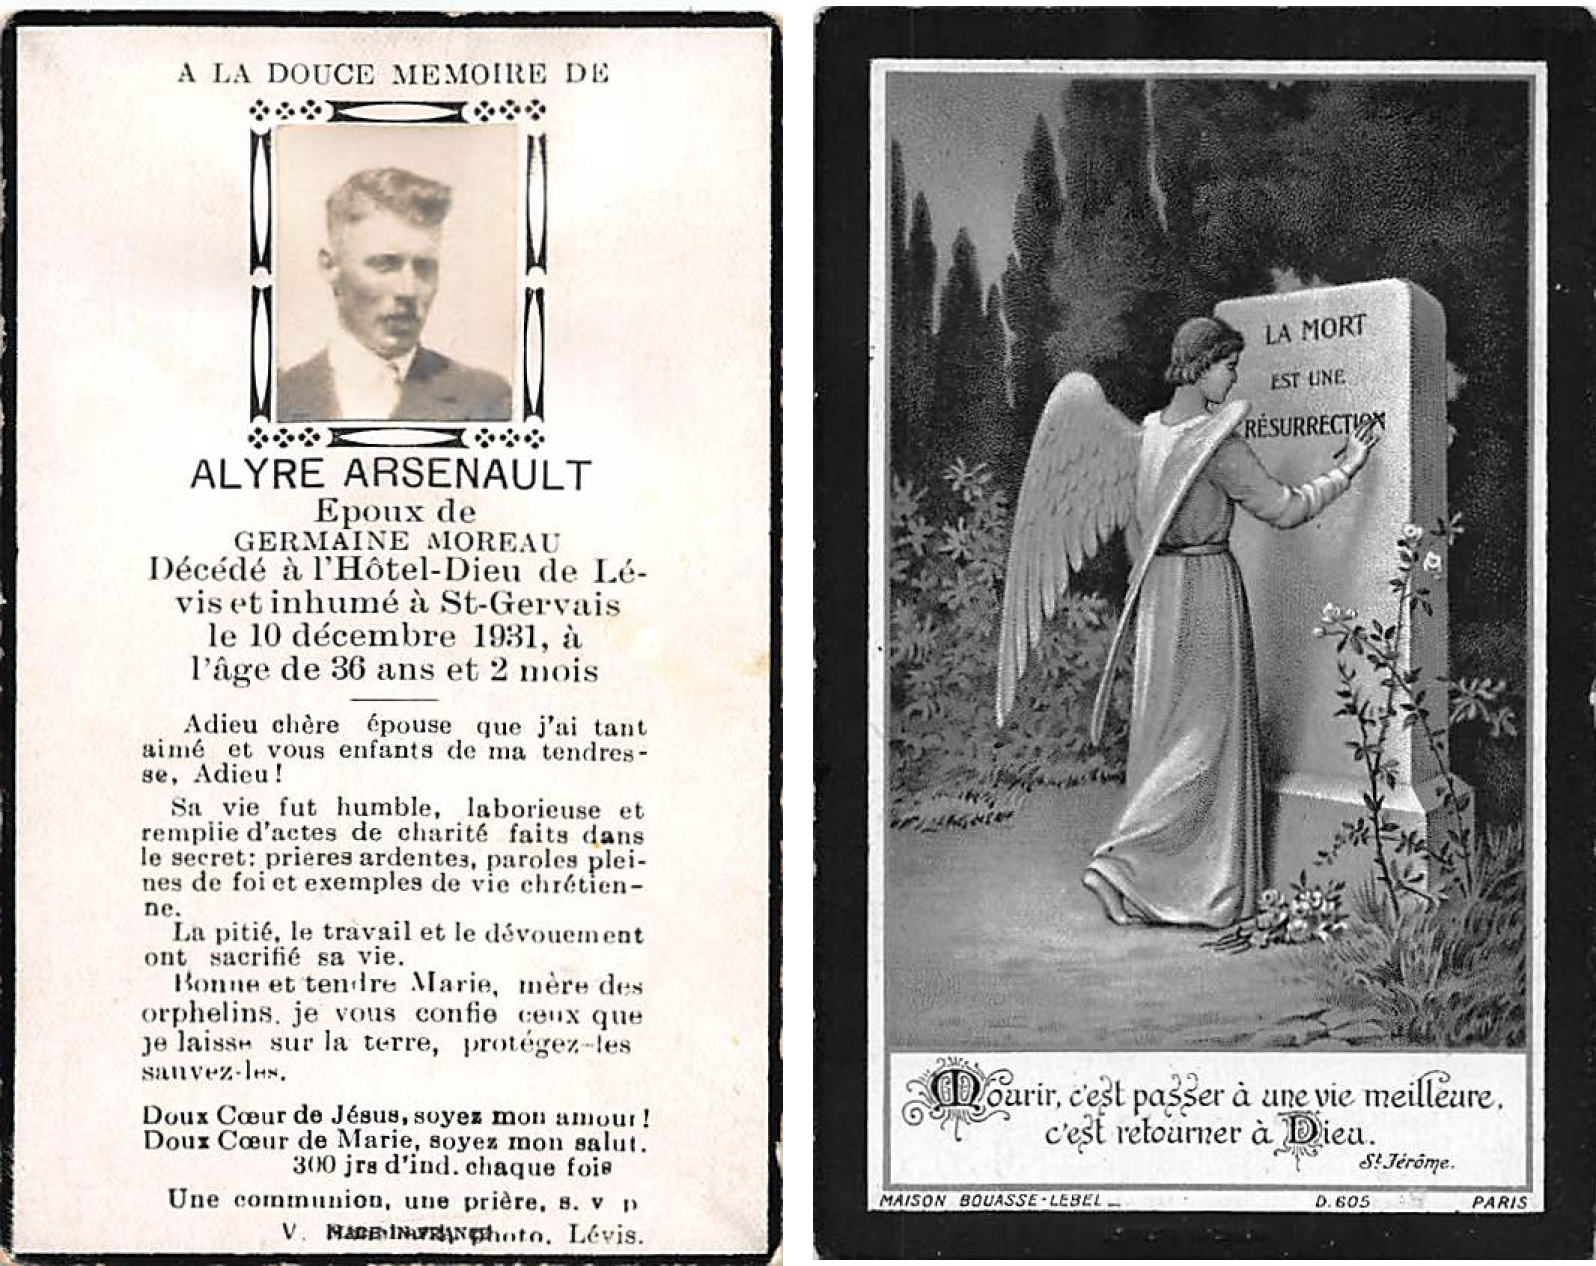 A LA DOUCE MEMOIRE DE
ALYRE ARSENAULT
Epoux de
GERMAINE MOREAU
Décédé à l'Hôtel-Dieu de Lé-
vis et inhumé à St-Gervais
le 10 décembre 1931, à
l'âge de 36 ans et 2 mois
Adieu chère épouse que j'ai tant
aimé et vous enfants de ma tendres-
se, Adieu !
Sa vie fut humble, laborieuse et
remplie d'actes de charité faits dans
le secret: prières ardentes, paroles plei-
nes de foi et exemples de vie chrétien-
ne.
La pitié, le travail et le dévouement
ont sacrifié sa vie.
Bonne et tendre Marie, mère des
orphelins, je vous confie ceux que
je laisse sur la terre, protégez-les
sauvez-les.
Doux Cœur de Jésus, soyez mon amour !
Doux Cœur de Marie, soyez mon salut.
300 jrs d'ind. chaque fois
Une communion, une prière, s. v p
V. photo, Lévis.
MADE IN FRANCE
LA MORT
EST UNE
RÉSURRECTION
Mourir, c'est passer à une vie meilleure,
c'est retourner à Dieu.
St Jérôme.
MAISON BOUASSE-LEBEL _ D. 605 PARIS